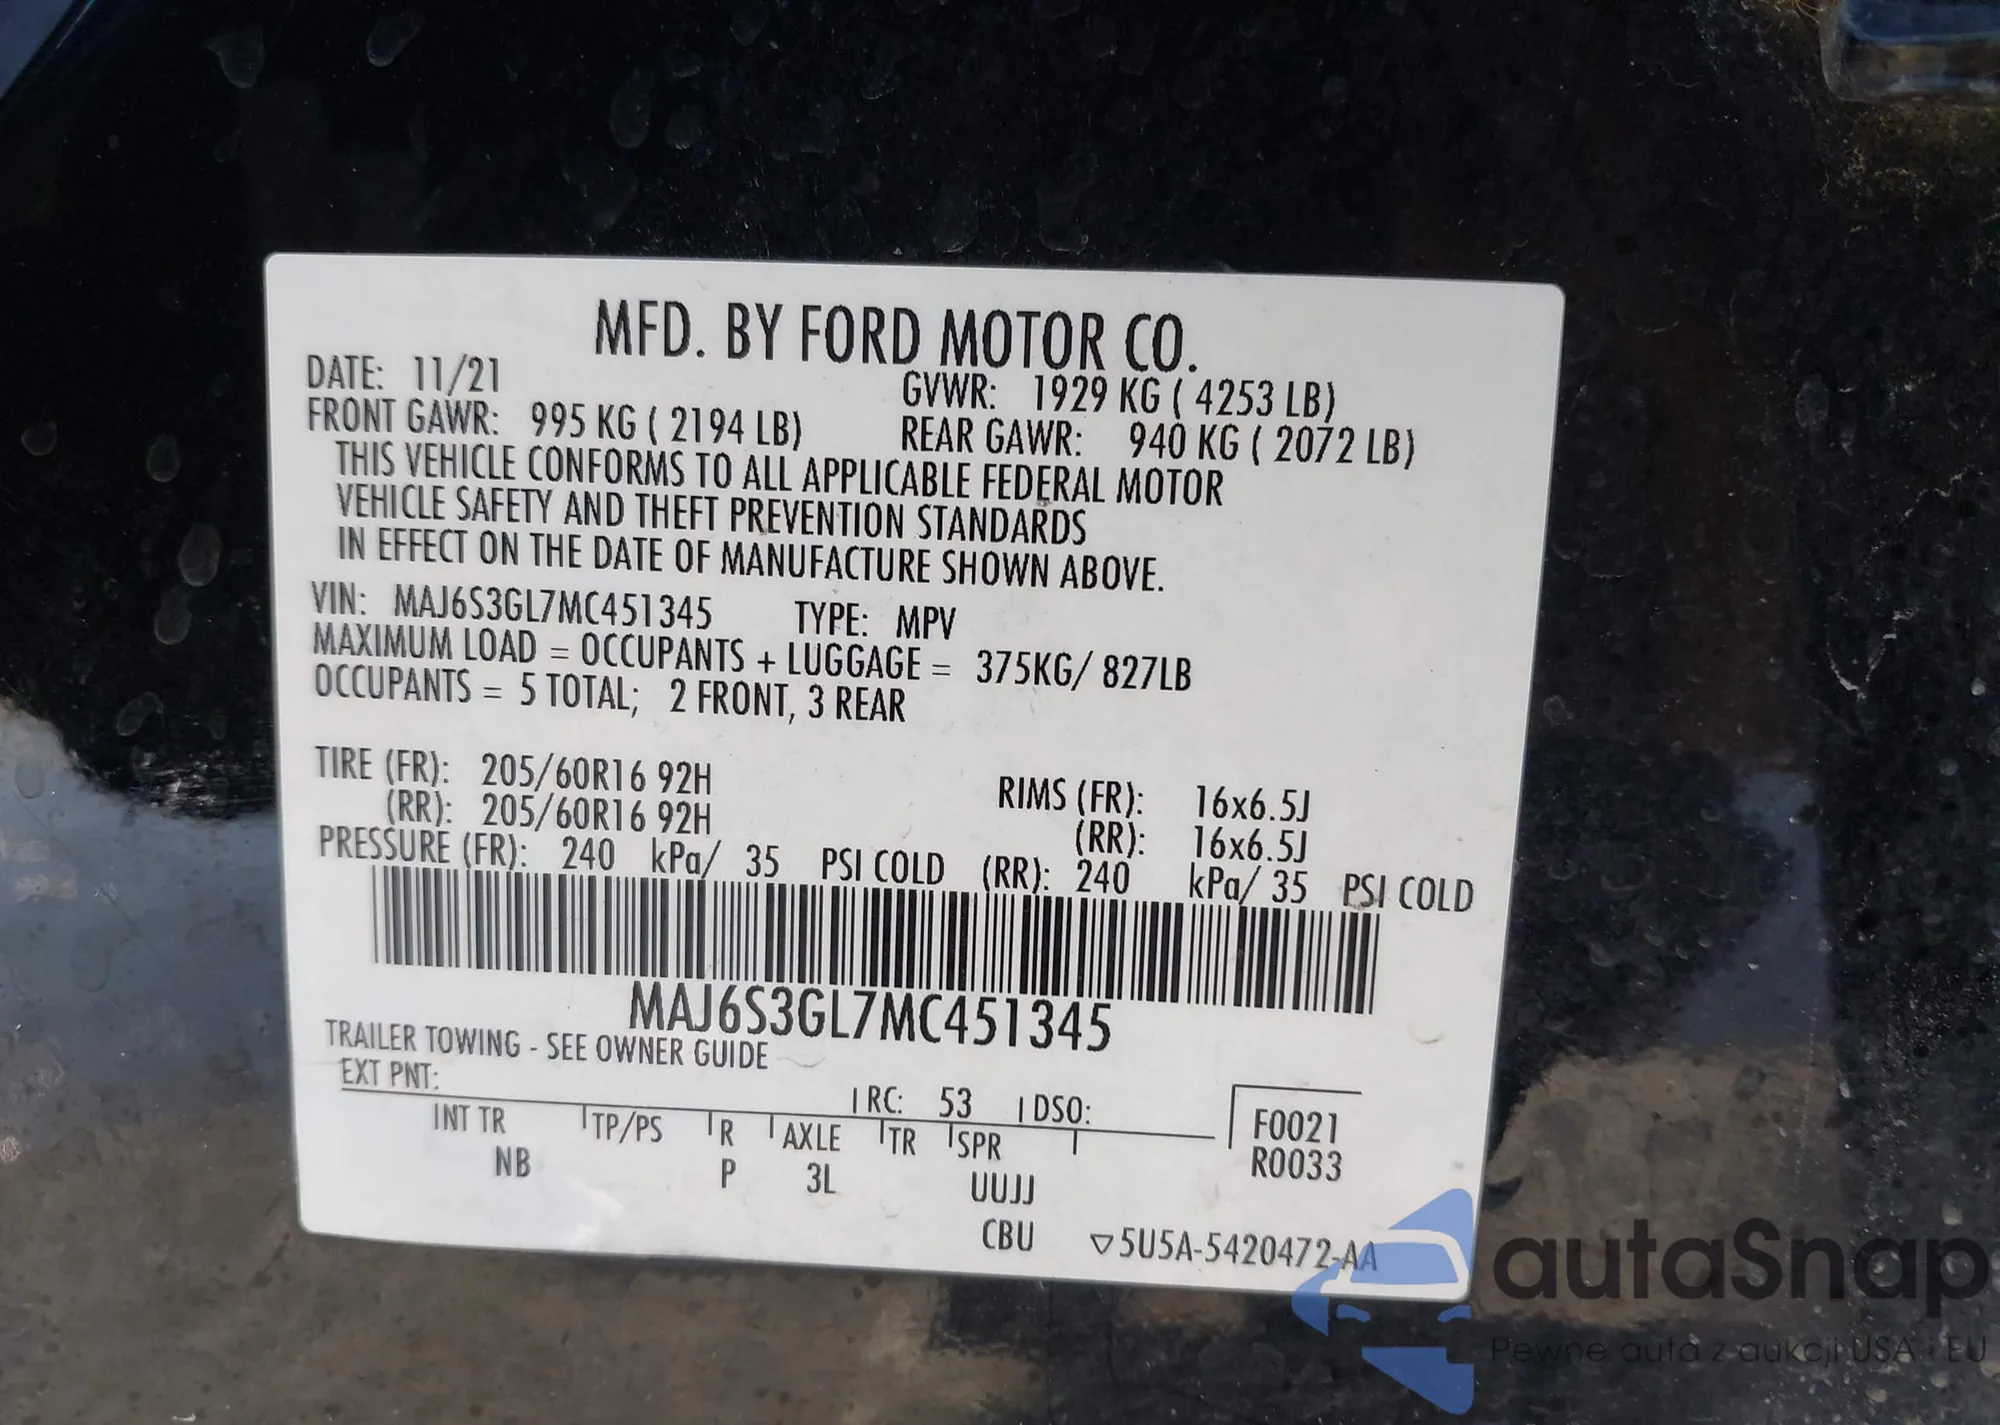 MFD. BY FORD MOTOR CO.
DATE: 11/21
GVWR: 1929 KG ( 4253 LB)
FRONT GAWR: 995 KG ( 2194 LB)
REAR GAWR: 940 KG ( 2072 LB)
THIS VEHICLE CONFORMS TO ALL APPLICABLE FEDERAL MOTOR
VEHICLE SAFETY AND THEFT PREVENTION STANDARDS
IN EFFECT ON THE DATE OF MANUFACTURE SHOWN ABOVE.
VIN: MAJ6S3GL7MC451345 TYPE: MPV
MAXIMUM LOAD = OCCUPANTS + LUGGAGE = 375KG/ 827LB
OCCUPANTS = 5 TOTAL; 2 FRONT, 3 REAR
TIRE (FR): 205/60R16 92H RIMS (FR): 16x6.5J
(RR): 205/60R16 92H (RR): 16x6.5J
PRESSURE (FR): 240 kPa/ 35 PSI COLD (RR): 240 kPa/ 35 PSI COLD
MAJ6S3GL7MC451345
TRAILER TOWING - SEE OWNER GUIDE
EXT PNT: RC: 53 DSO:
INT TR TP/PS R AXLE TR SPR
F0021
R0033
NB P 3L UUJJ
CBU ▽5U5A-5420472-AA
autaSnap
Pewne auta z aukcji USA i EU